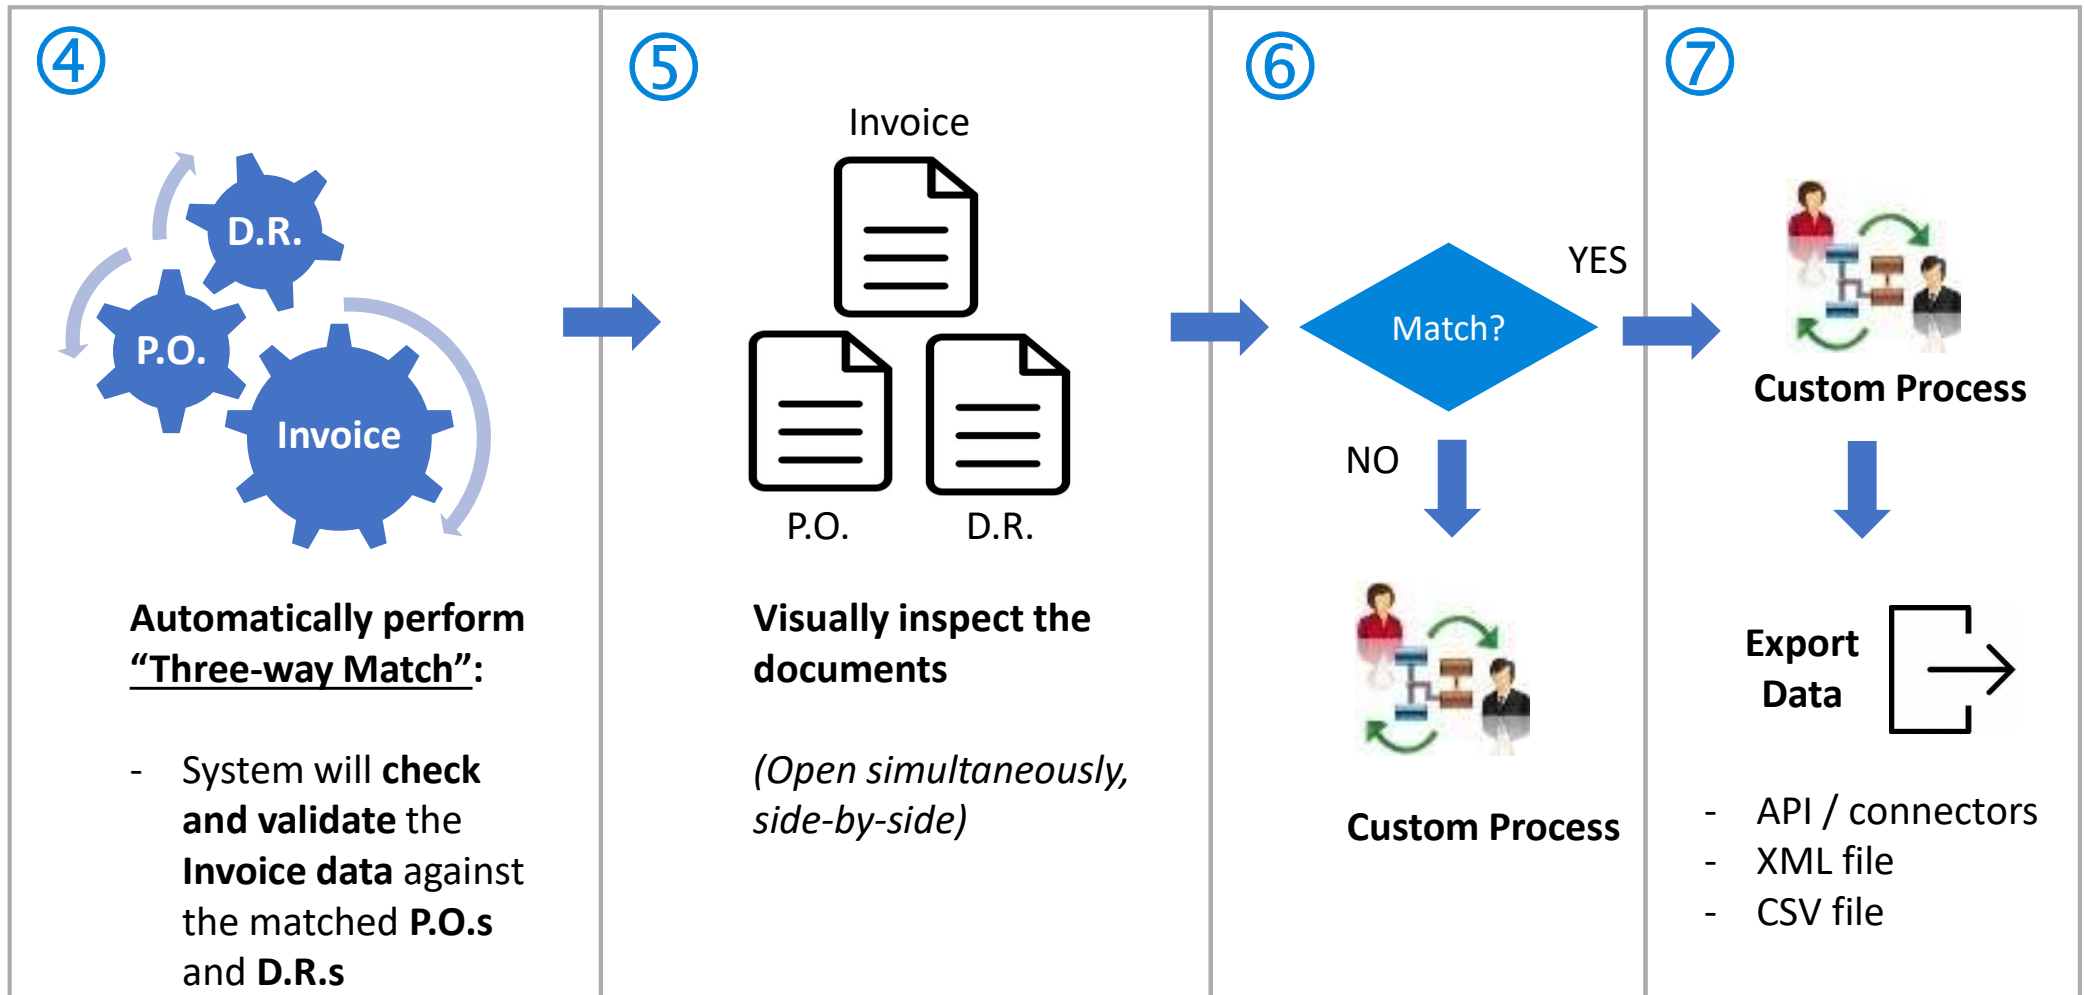 ④
D.R.
P.O.
Invoice
Automatically perform
“Three-way Match”:
- System will check
and validate the
Invoice data against
the matched P.O.s
and D.R.s
⑤
Invoice
P.O.
D.R.
Visually inspect the
documents
(Open simultaneously,
side-by-side)
⑥
Match?
YES
NO
Custom Process
⑦
Custom Process
Export
Data
- API / connectors
- XML file
- CSV file